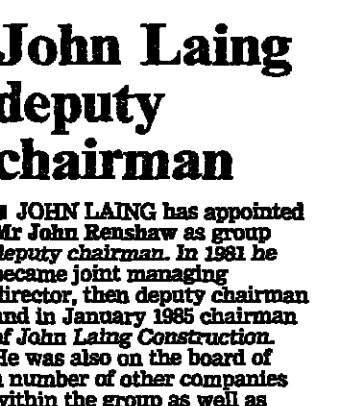 John Laing
deputy
chairman
■ JOHN LAING has appointed
Mr John Renshaw as group
deputy chairman. In 1981 he
became joint managing
director, then deputy chairman
and in January 1985 chairman
of John Laing Construction.
He was also on the board of
a number of other companies
within the group as well as